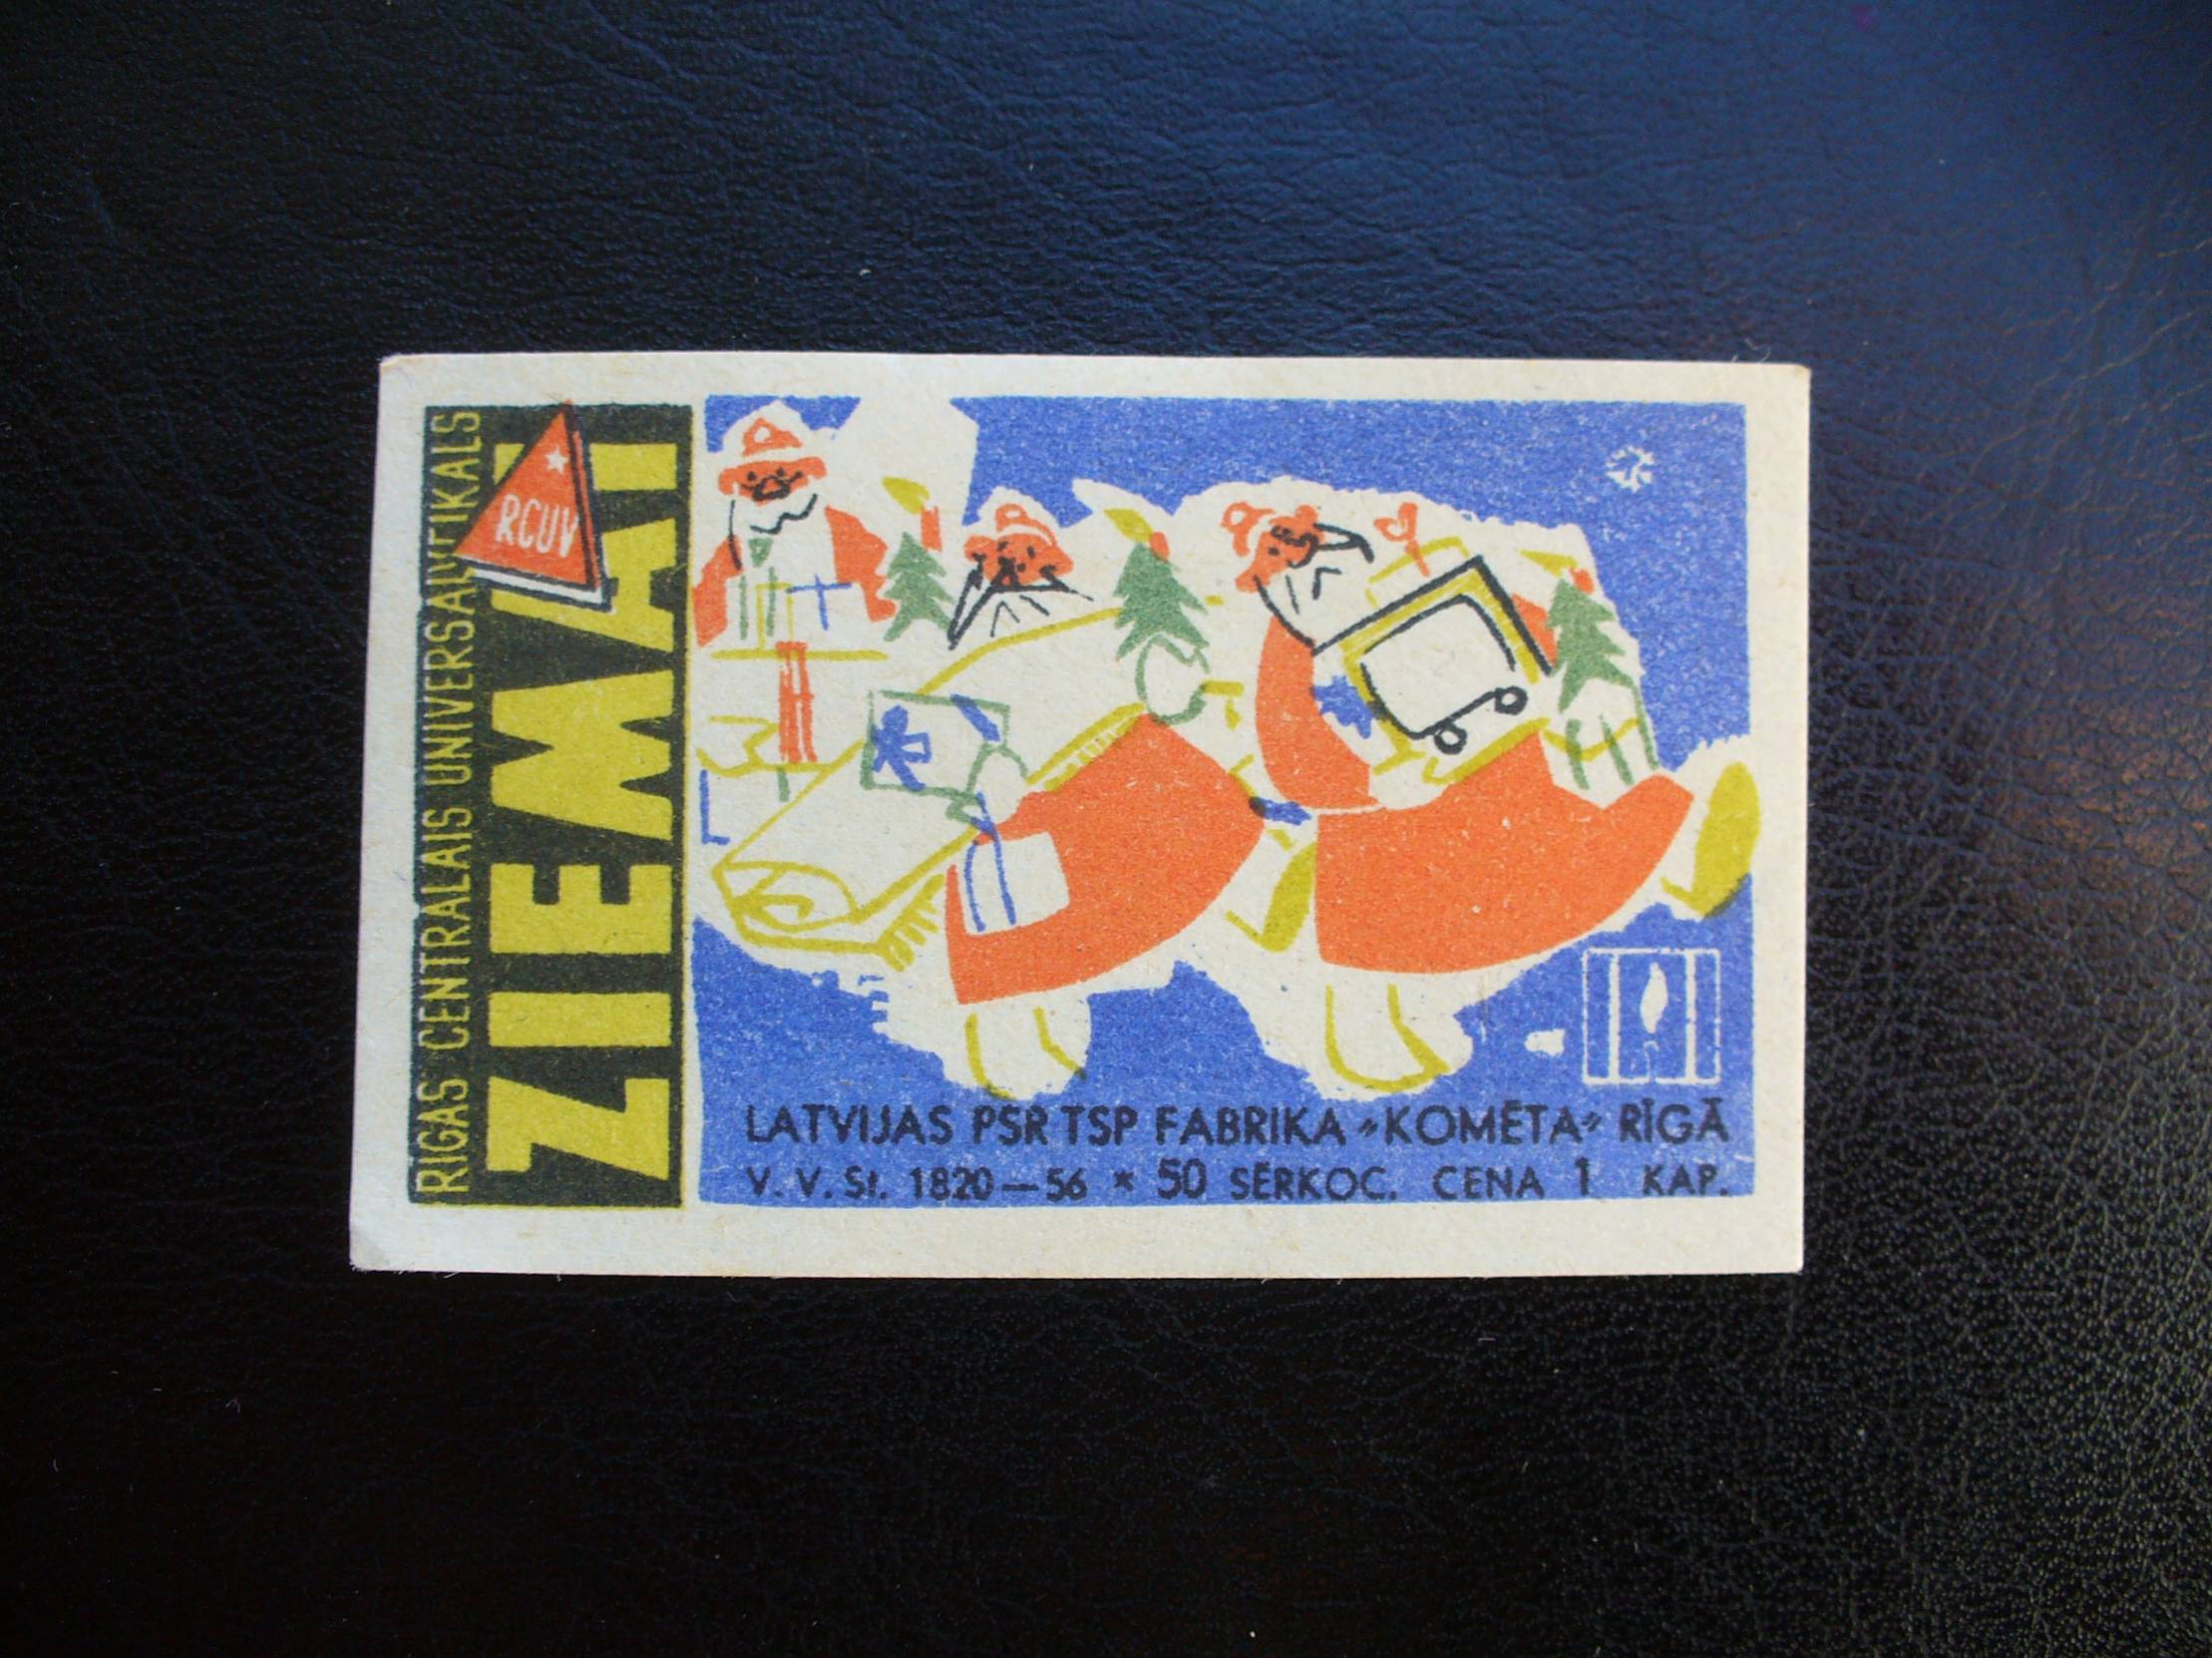 RIGAS CENTRALAIS UNIVERSALVEIKALS
ZIEMAI
RCUV
LATVIJAS PSR TSP FABRIKA "KOMĒTA" RĪGĀ
V. V. St. 1820—56 * 50 SĒRKOC. CENA 1 KAP.